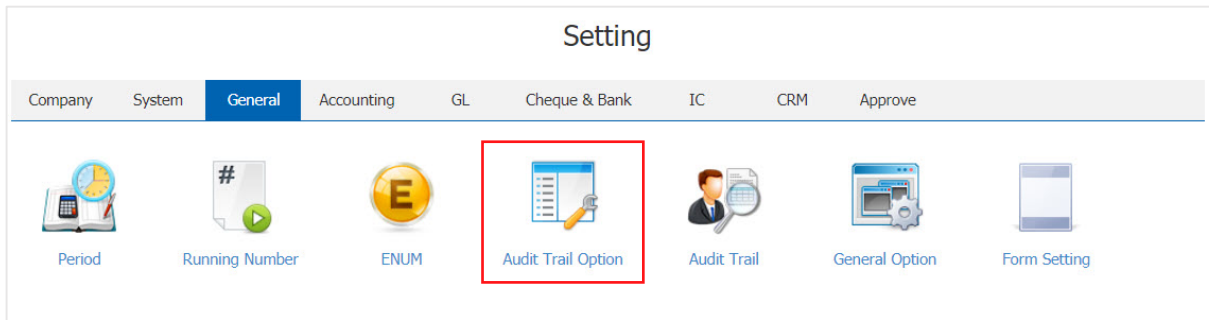 Setting
Company System General Accounting GL Cheque & Bank IC CRM Approve
# E
Period Running Number ENUM Audit Trail Option Audit Trail General Option Form Setting